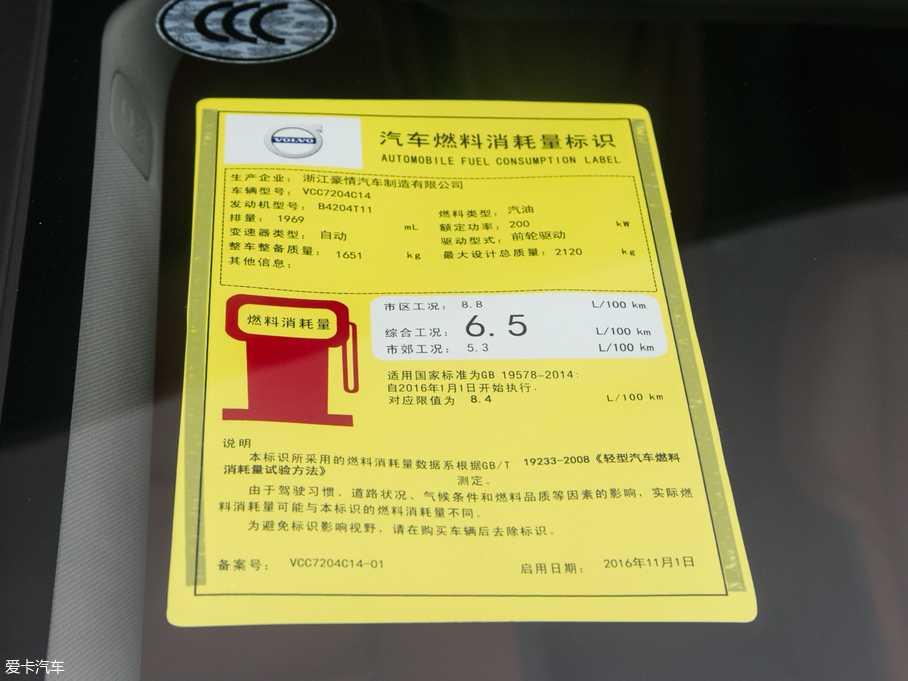 CCC
VOLVO
汽车燃料消耗量标识
AUTOMOBILE FUEL CONSUMPTION LABEL
生产企业: 浙江豪情汽车制造有限公司
车辆型号: VCC7204C14
发动机型号: B4204T11
燃料类型: 汽油
排量: 1969 mL
额定功率: 200 kW
变速器类型: 自动
驱动型式: 前轮驱动
整车整备质量: 1651 kg
最大设计总质量: 2120 kg
其他信息:
燃料消耗量
市区工况: 8.8 L/100 km
综合工况: 6.5 L/100 km
市郊工况: 5.3 L/100 km
适用国家标准为GB 19578-2014:
自2016年1月1日开始执行.
对应限值为 8.4 L/100 km
说明
本标识所采用的燃料消耗量数据系根据GB/T 19233-2008《轻型汽车燃料
消耗量试验方法》 测定。
由于驾驶习惯、道路状况、气候条件和燃料品质等因素的影响,实际燃
料消耗量可能与本标识的燃料消耗量不同。
为避免标识影响视野,请在购买车辆后去除标识。
备案号: VCC7204C14-01
启用日期: 2016年11月1日
爱卡汽车